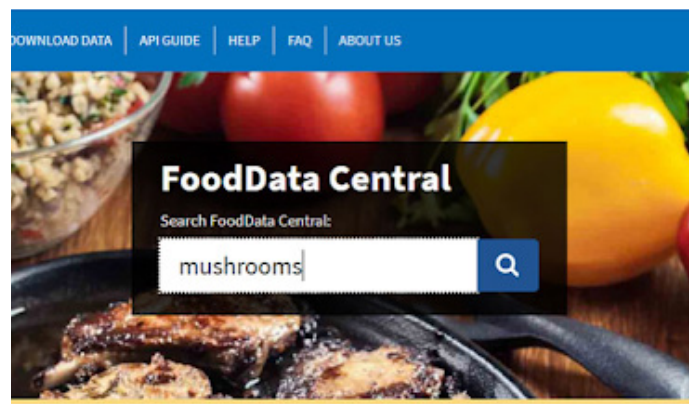 DOWNLOAD DATA API GUIDE HELP FAQ ABOUT US
FoodData Central
Search FoodData Central:
mushrooms